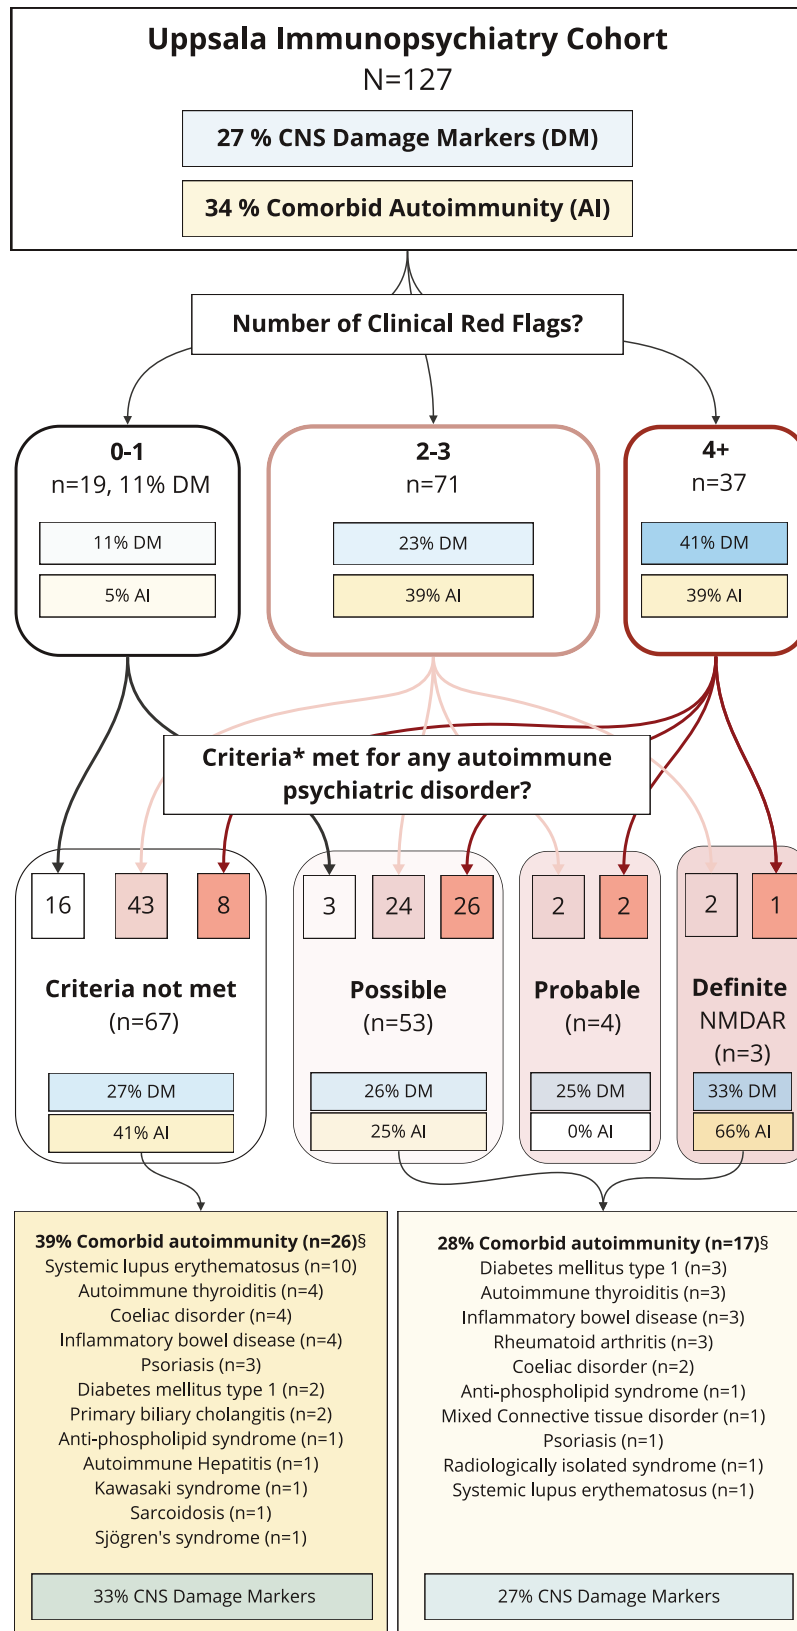 Uppsala Immunopsychiatry Cohort
N=127
27 % CNS Damage Markers (DM)
34 % Comorbid Autoimmunity (AI)
Number of Clinical Red Flags?
0-1
n=19, 11% DM
11% DM
5% AI
2-3
n=71
23% DM
39% AI
4+
n=37
41% DM
39% AI
Criteria* met for any autoimmune
psychiatric disorder?
16
43
8
Criteria not met
(n=67)
27% DM
41% AI
3
24
26
Possible
(n=53)
26% DM
25% AI
2
2
Probable
(n=4)
25% DM
0% AI
2
1
Definite
NMDAR
(n=3)
33% DM
66% AI
39% Comorbid autoimmunity (n=26)§
Systemic lupus erythematosus (n=10)
Autoimmune thyroiditis (n=4)
Coeliac disorder (n=4)
Inflammatory bowel disease (n=4)
Psoriasis (n=3)
Diabetes mellitus type 1 (n=2)
Primary biliary cholangitis (n=2)
Anti-phospholipid syndrome (n=1)
Autoimmune Hepatitis (n=1)
Kawasaki syndrome (n=1)
Sarcoidosis (n=1)
Sjögren's syndrome (n=1)
33% CNS Damage Markers
28% Comorbid autoimmunity (n=17)§
Diabetes mellitus type 1 (n=3)
Autoimmune thyroiditis (n=3)
Inflammatory bowel disease (n=3)
Rheumatoid arthritis (n=3)
Coeliac disorder (n=2)
Anti-phospholipid syndrome (n=1)
Mixed Connective tissue disorder (n=1)
Psoriasis (n=1)
Radiologically isolated syndrome (n=1)
Systemic lupus erythematosus (n=1)
27% CNS Damage Markers